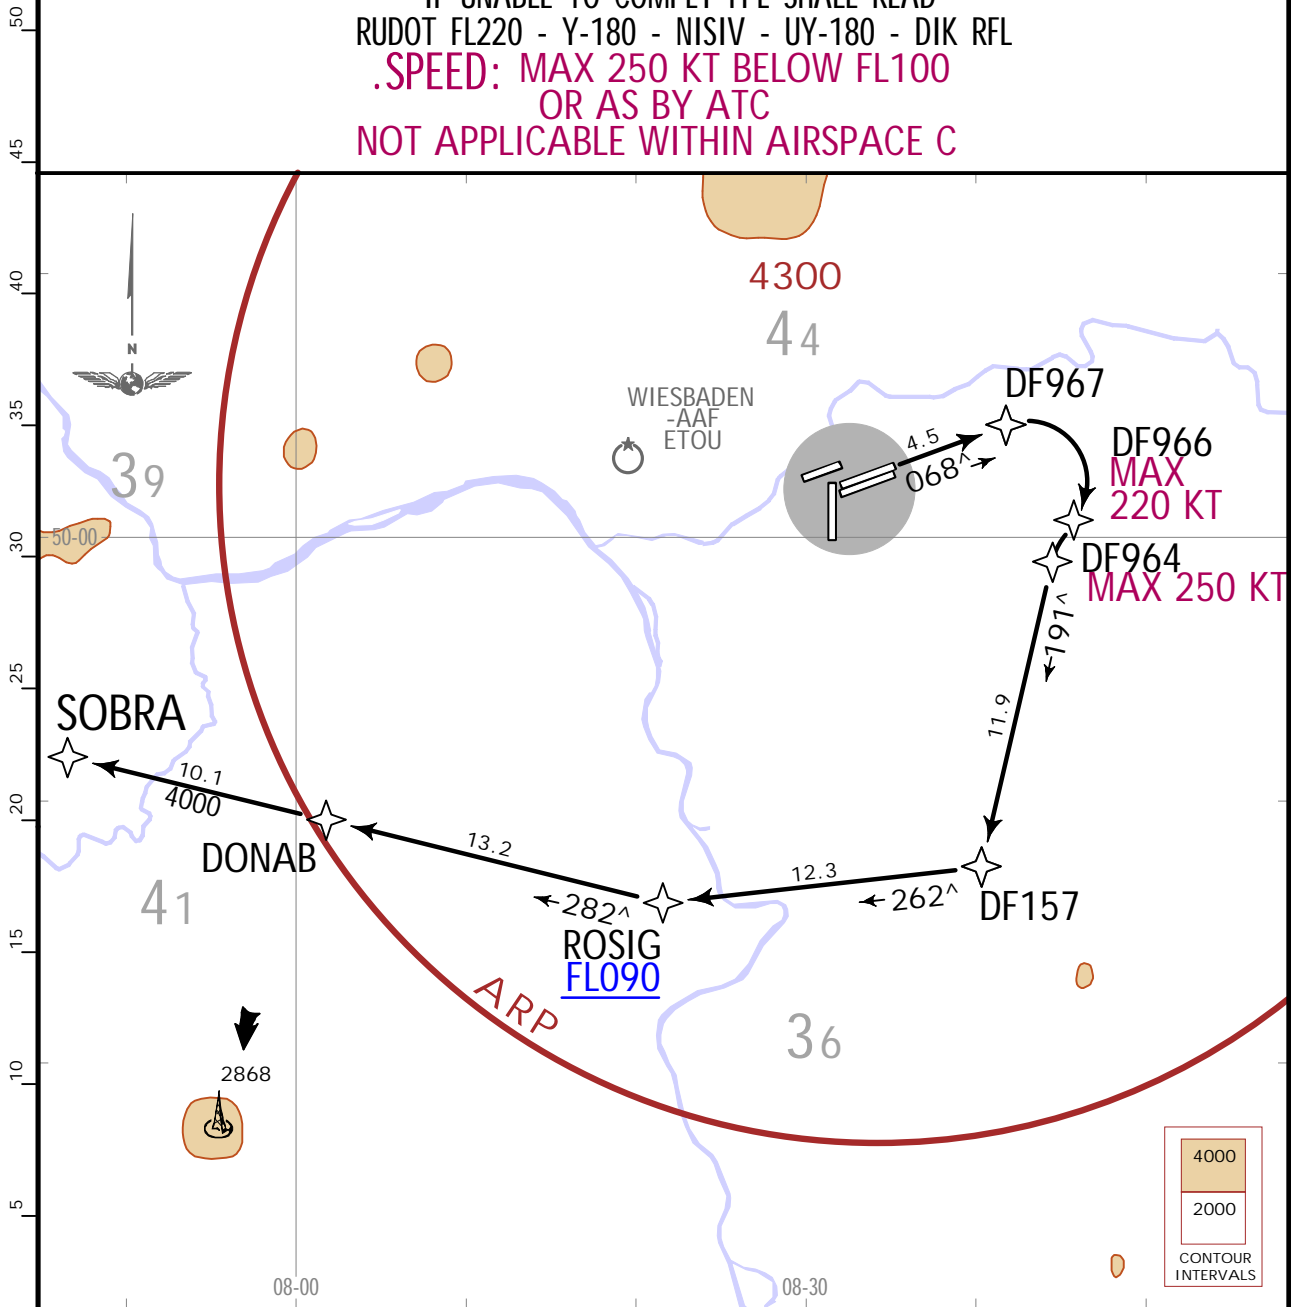 RUDOT FL220 - Y-180 - NISIV - UY-180 - DIK RFL
.SPEED: MAX 250 KT BELOW FL100
OR AS BY ATC
NOT APPLICABLE WITHIN AIRSPACE C
50
45
40
35
30
25
20
15
10
5
N
4300
44
39
WIESBADEN
-AAF
ETOU
DF967
4.5
068^
DF966
MAX
220 KT
50-00
DF964
MAX 250 KT
191^
11.9
SOBRA
10.1
4000
DONAB
13.2
282^
12.3
262^
DF157
ROSIG
FL090
41
ARP
36
2868
4000
2000
CONTOUR
INTERVALS
08-00
08-30